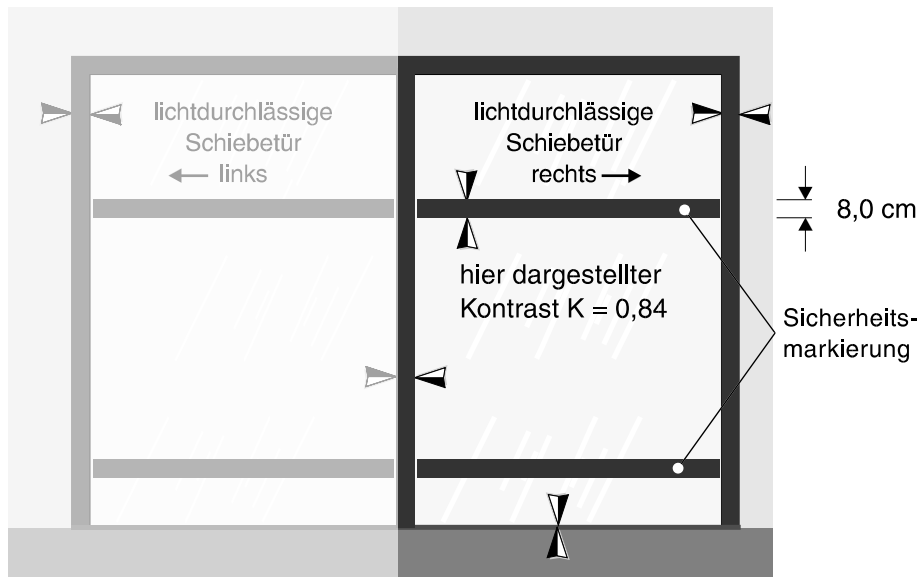 lichtdurchlässige
Schiebetür
← links
lichtdurchlässige
Schiebetür
rechts →
8,0 cm
hier dargestellter
Kontrast K = 0,84
Sicherheits-
markierung